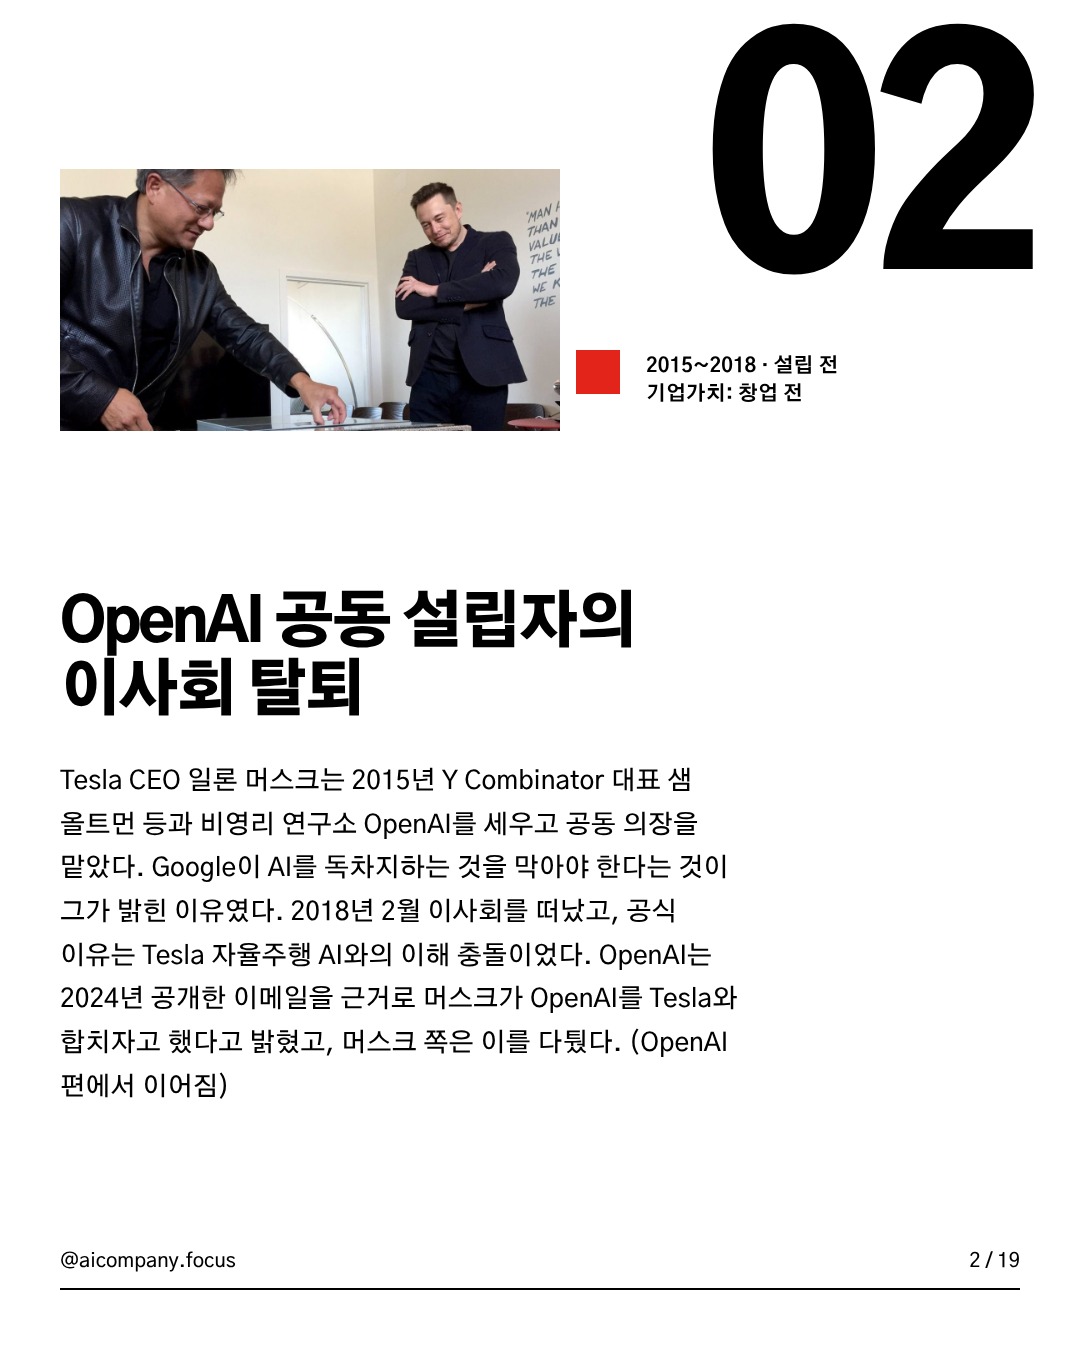 02
"MAN
THAN
VALU
THE
THE
WE K
THE
2015~2018 · 설립 전
기업가치: 창업 전
OpenAI 공동 설립자의
이사회 탈퇴
Tesla CEO 일론 머스크는 2015년 Y Combinator 대표 샘
올트먼 등과 비영리 연구소 OpenAI를 세우고 공동 의장을
맡았다. Google이 AI를 독차지하는 것을 막아야 한다는 것이
그가 밝힌 이유였다. 2018년 2월 이사회를 떠났고, 공식
이유는 Tesla 자율주행 AI와의 이해 충돌이었다. OpenAI는
2024년 공개한 이메일을 근거로 머스크가 OpenAI를 Tesla와
합치자고 했다고 밝혔고, 머스크 쪽은 이를 다퉜다. (OpenAI
편에서 이어짐)
@aicompany.focus
2 / 19